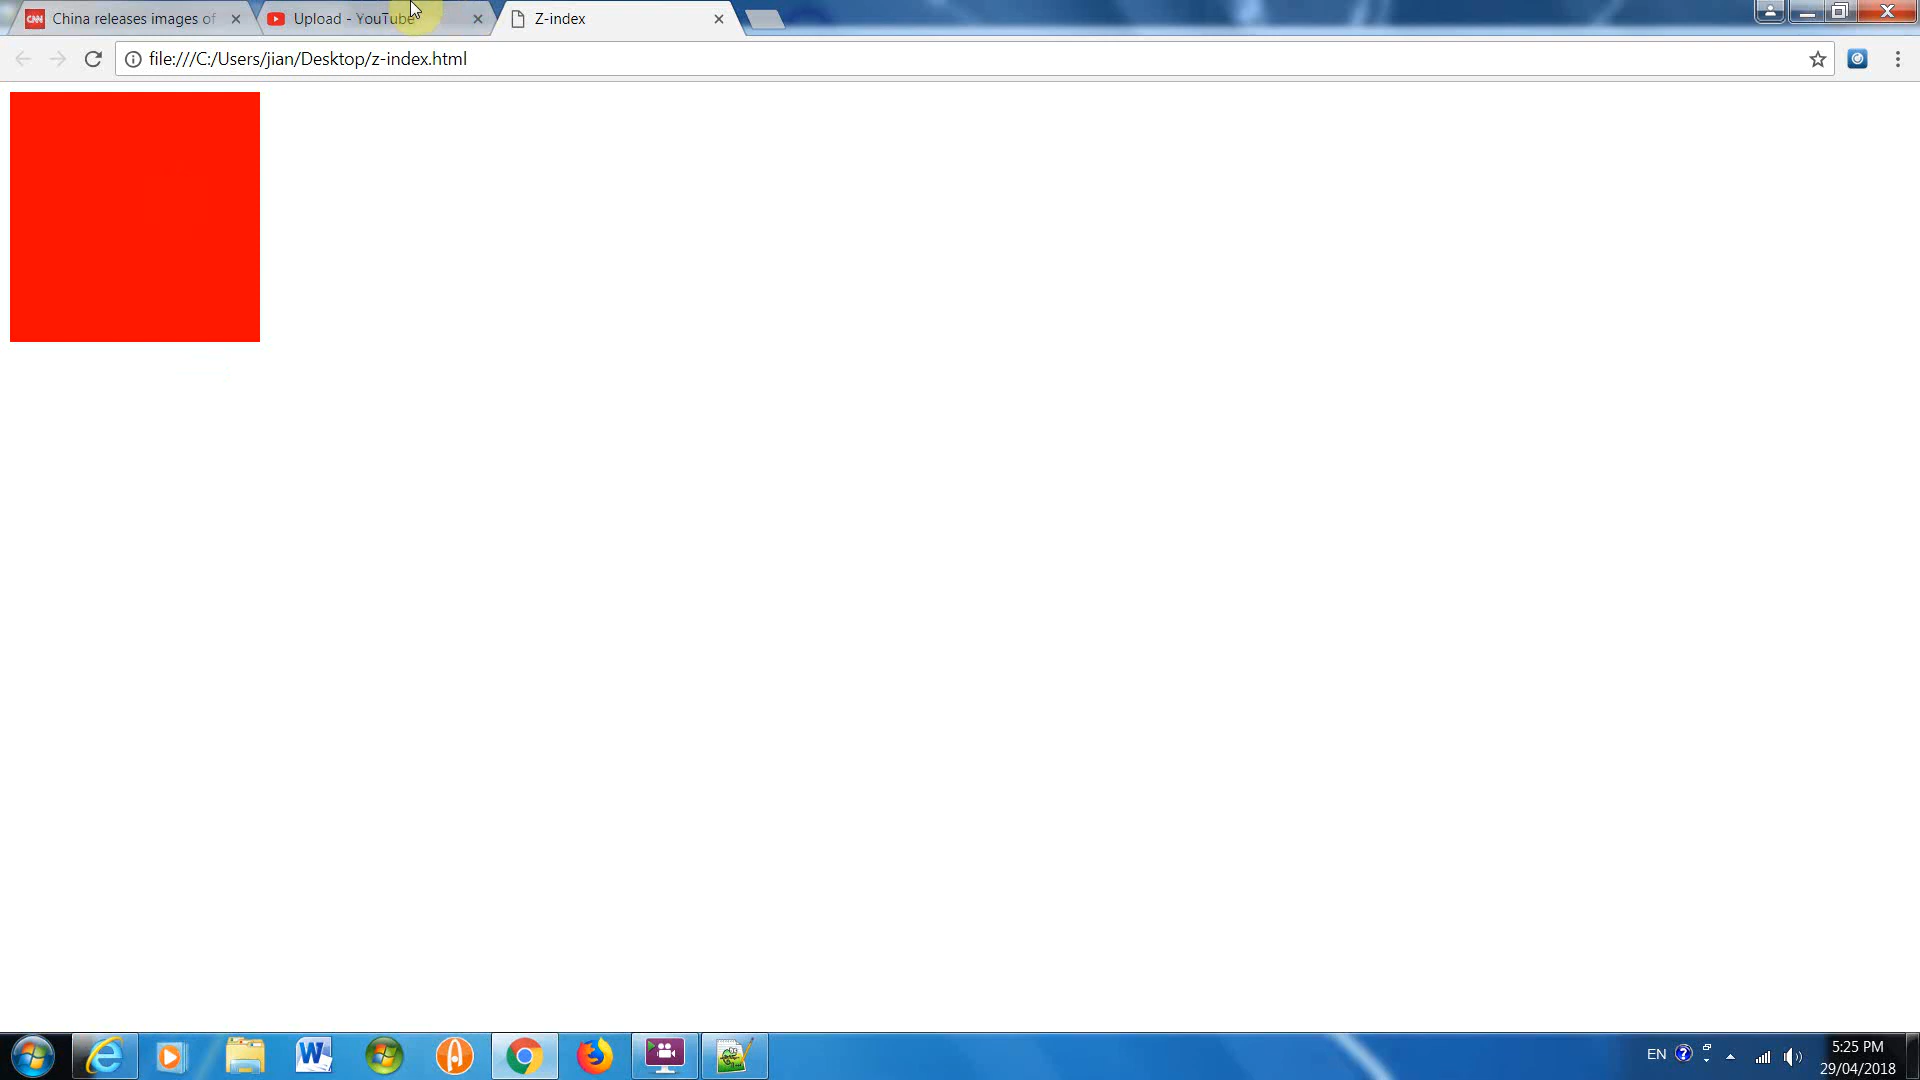 CNN China releases images of
Upload - YouTube
Z-index
file:///C:/Users/jian/Desktop/z-index.html
EN
5:25 PM
29/04/2018